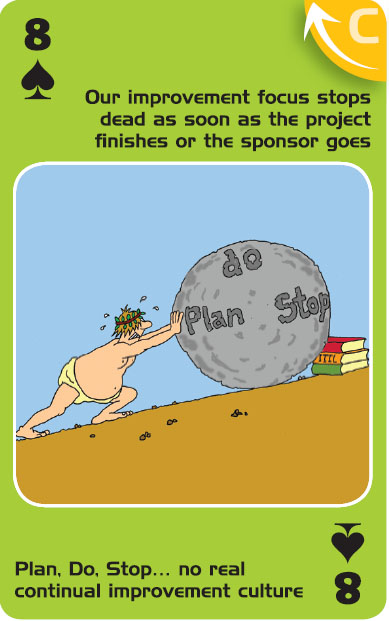 8
C
Our improvement focus stops
dead as soon as the project
finishes or the sponsor goes
do
Plan Stop
ITIL
Plan, Do, Stop... no real
continual improvement culture
8